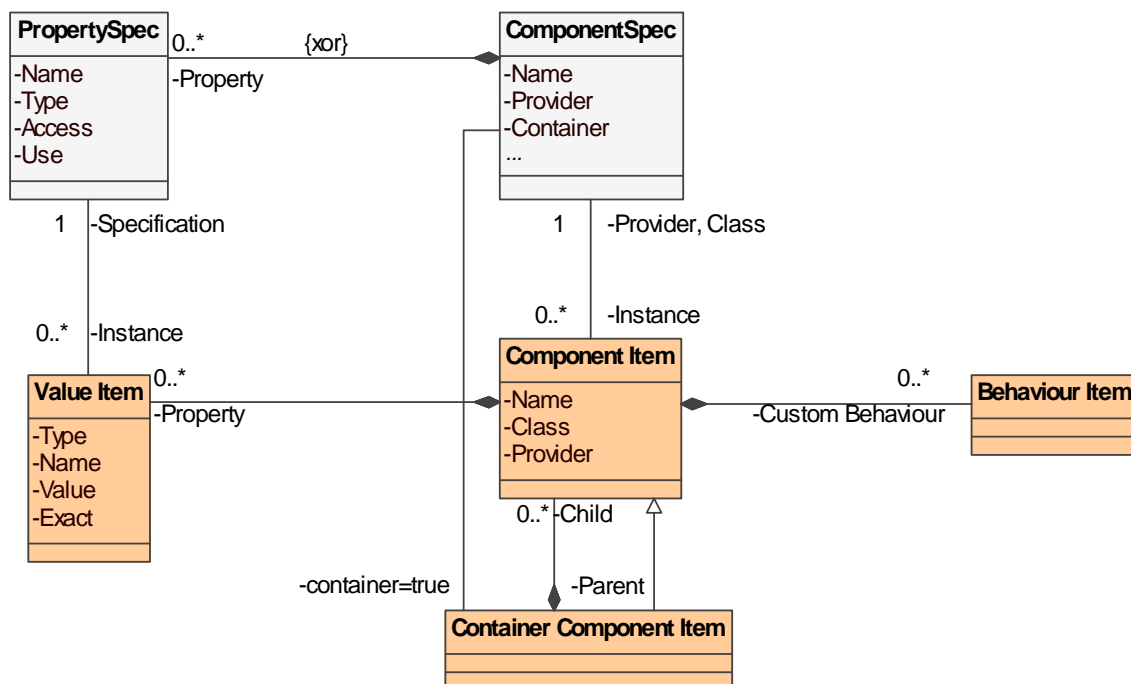 PropertySpec
-Name
-Type
-Access
-Use
0..*
{xor}
-Property
ComponentSpec
-Name
-Provider
-Container
...
1
-Specification
1
-Provider, Class
0..*
-Instance
0..*
-Instance
Value Item
-Type
-Name
-Value
-Exact
0..*
-Property
Component Item
-Name
-Class
-Provider
0..*
-Custom Behaviour
Behaviour Item
0..*
-Child
-container=true
-Parent
Container Component Item